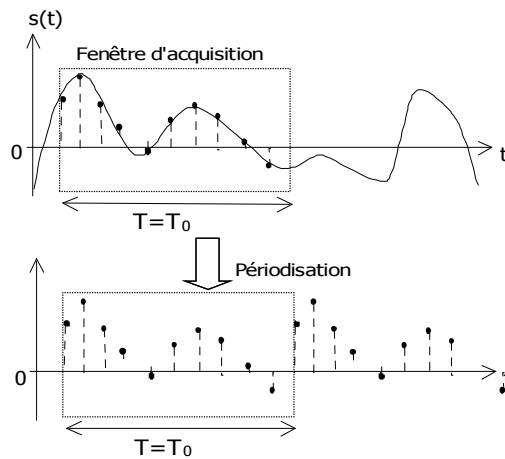 s(t)
Fenêtre d'acquisition
0
t
T=T₀
Périodisation
0
T=T₀